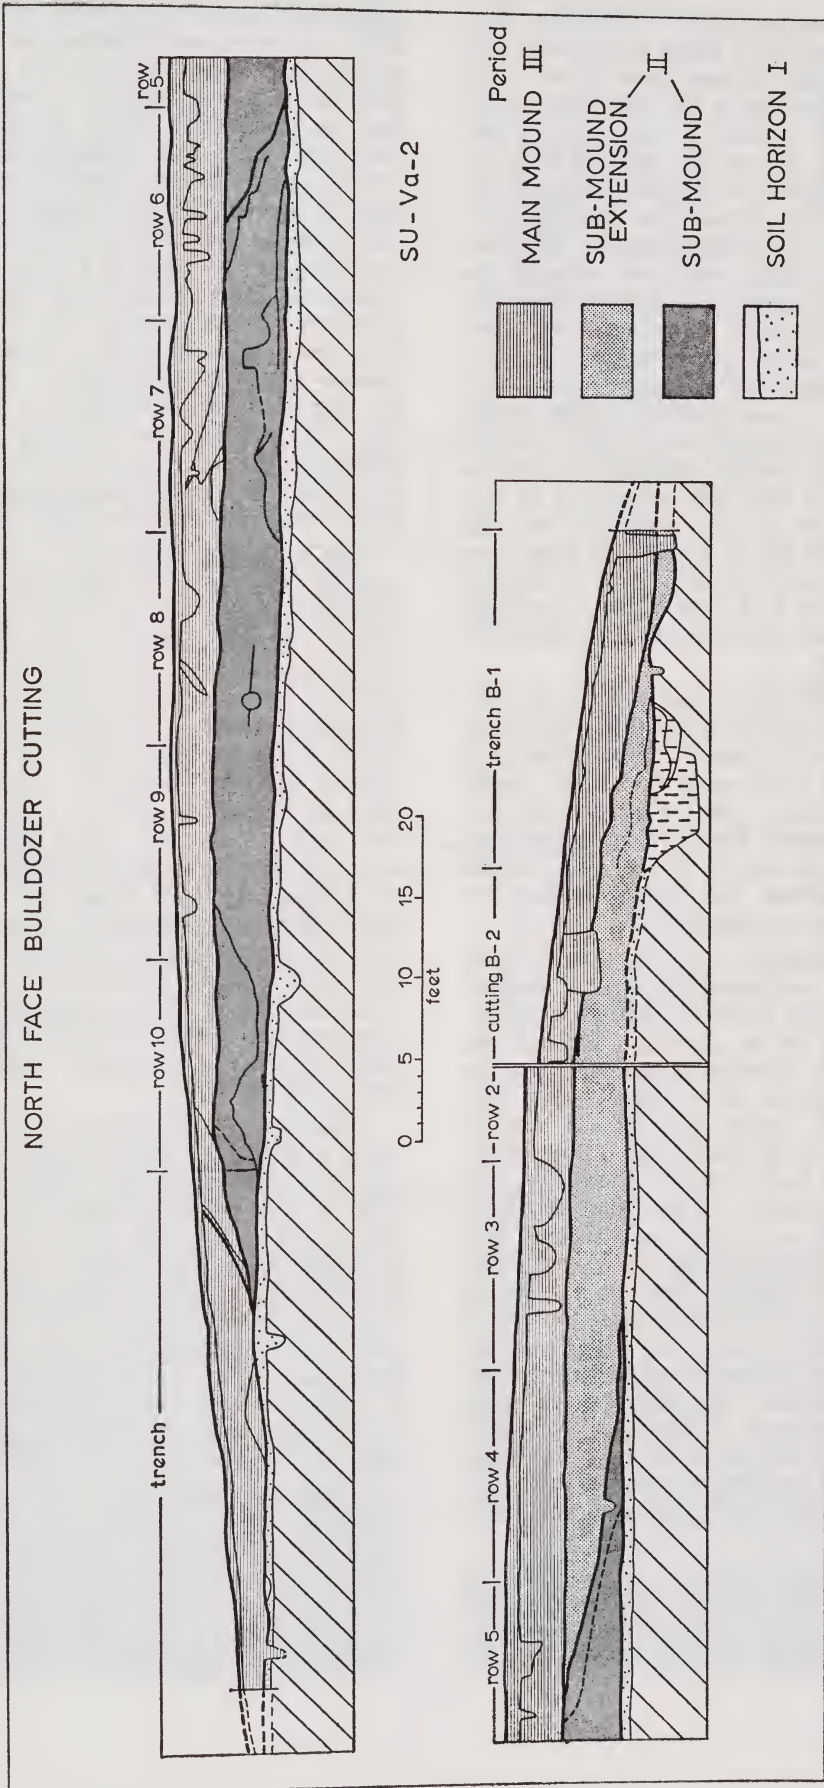 NORTH FACE BULLDOZER CUTTING
trench
row 10
row 9
row 8
row 7
row 6
row
5
0 5 10 15 20
feet
SU-Va-2
row 5
row 4
row 3
row 2
cutting B-2
trench B-1
Period
MAIN MOUND III
SUB-MOUND
EXTENSION
II
SUB-MOUND
SOIL HORIZON I